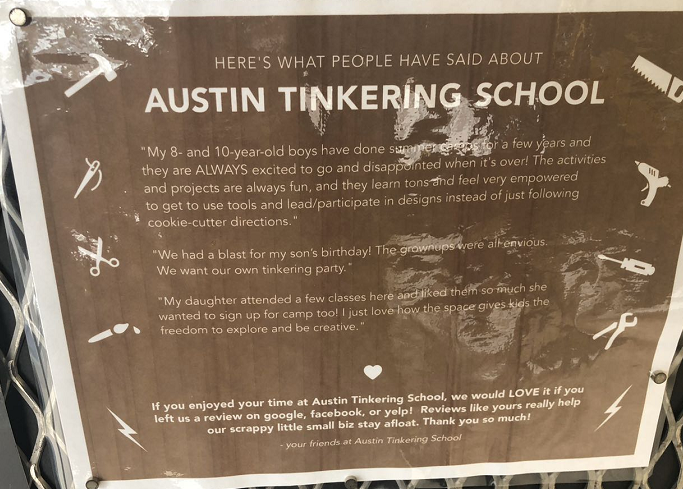 HERE'S WHAT PEOPLE HAVE SAID ABOUT
AUSTIN TINKERING SCHOOL
"My 8- and 10-year-old boys have done summer camps for a few years and
they are ALWAYS excited to go and disappointed when it's over! The activities
and projects are always fun, and they learn tons and feel very empowered
to get to use tools and lead/participate in designs instead of just following
cookie-cutter directions."
"We had a blast for my son's birthday! The grownups were all envious.
We want our own tinkering party."
"My daughter attended a few classes here and liked them so much she
wanted to sign up for camp too! I just love how the space gives kids the
freedom to explore and be creative."
If you enjoyed your time at Austin Tinkering School, we would LOVE it if you
left us a review on google, facebook, or yelp! Reviews like yours really help
our scrappy little small biz stay afloat. Thank you so much!
- your friends at Austin Tinkering School